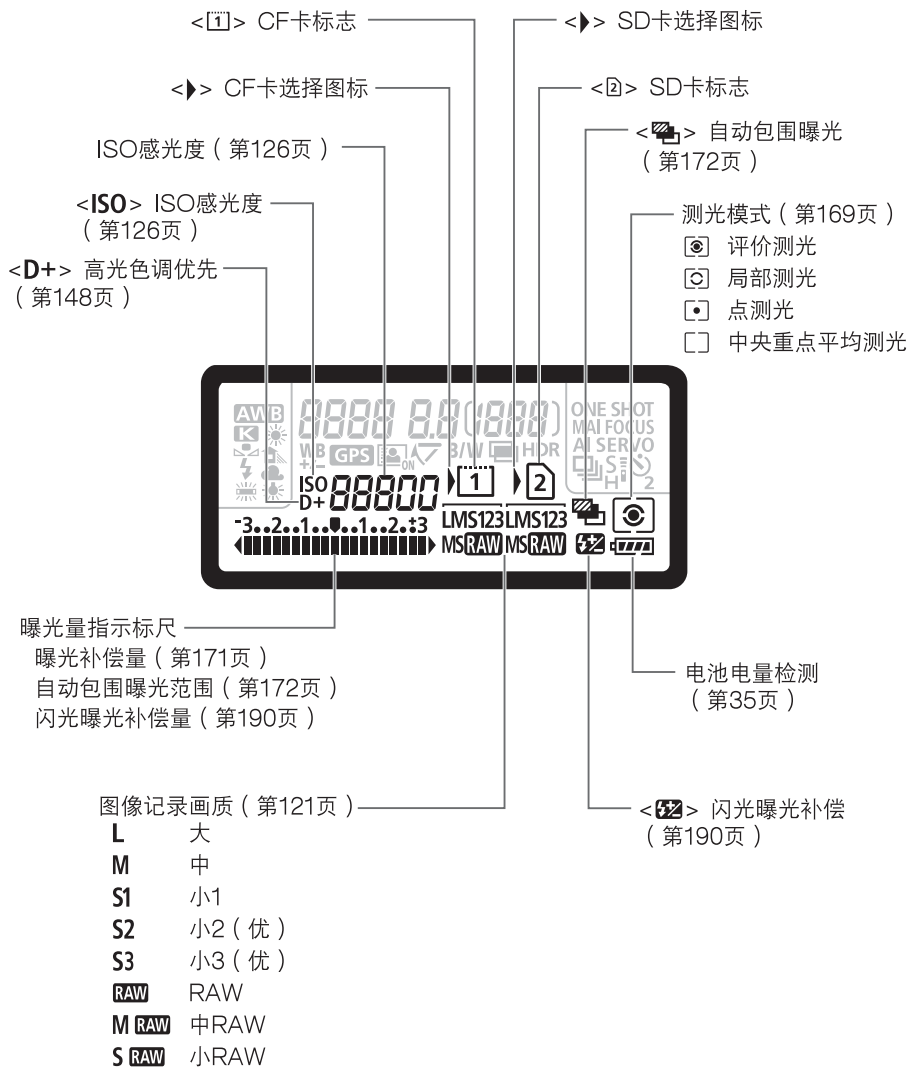 <1> CF卡标志
<> SD卡选择图标
<> CF卡选择图标
<2> SD卡标志
<> 自动包围曝光
（第172页）
ISO感光度（第126页）
<ISO> ISO感光度
（第126页）
测光模式（第169页）
评价测光
局部测光
点测光
中央重点平均测光
<D+> 高光色调优先
（第148页）
AWB
8888 8.8(1888)
ONE SHOT
K
MAI FOCUS
WB
+-
GPS
ON
B/W
HDR
AI SERVO
S
H
2
ISO
D+
88800
1
2
-3..2..1..0..1..2.+3
LMS123
LMS123
MS RAW
MS RAW
曝光量指示标尺
曝光补偿量（第171页）
自动包围曝光范围（第172页）
闪光曝光补偿量（第190页）
电池电量检测
（第35页）
图像记录画质（第121页）
<> 闪光曝光补偿
（第190页）
L 大
M 中
S1 小1
S2 小2（优）
S3 小3（优）
RAW RAW
M RAW 中RAW
S RAW 小RAW